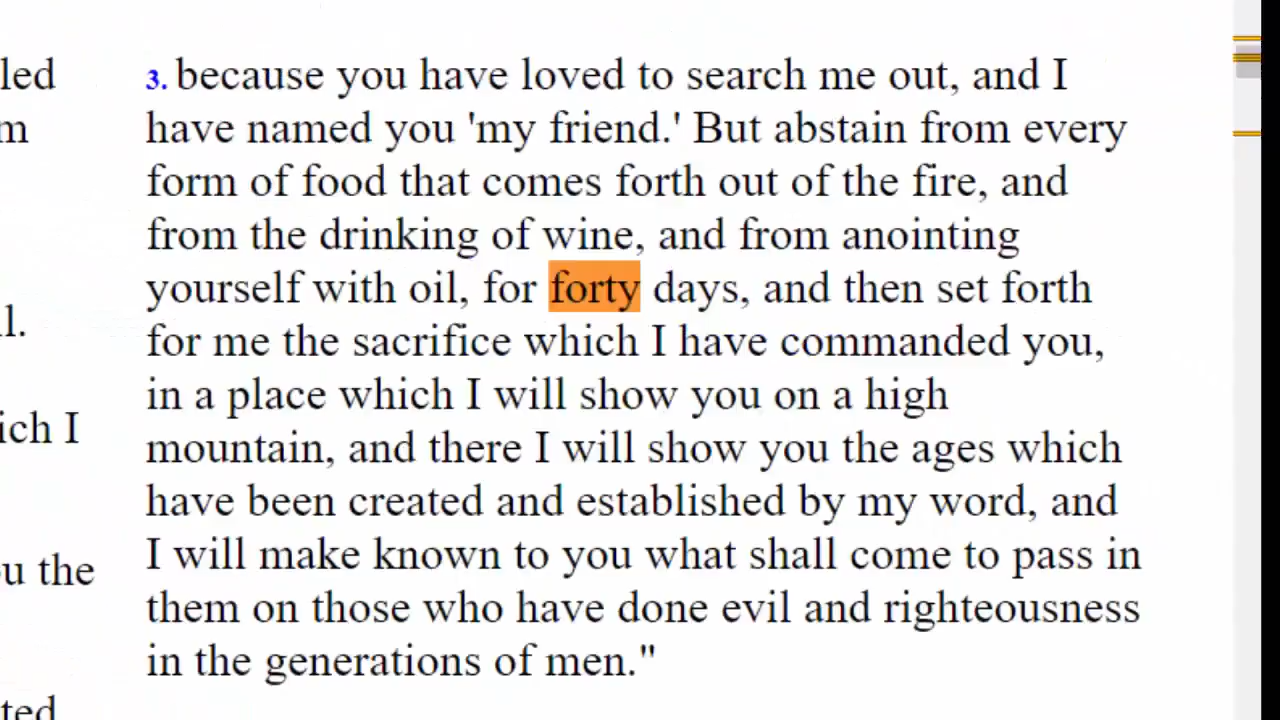 led
m
l.
ich I
u the
ted
3. because you have loved to search me out, and I
have named you 'my friend.' But abstain from every
form of food that comes forth out of the fire, and
from the drinking of wine, and from anointing
yourself with oil, for forty days, and then set forth
for me the sacrifice which I have commanded you,
in a place which I will show you on a high
mountain, and there I will show you the ages which
have been created and established by my word, and
I will make known to you what shall come to pass in
them on those who have done evil and righteousness
in the generations of men."